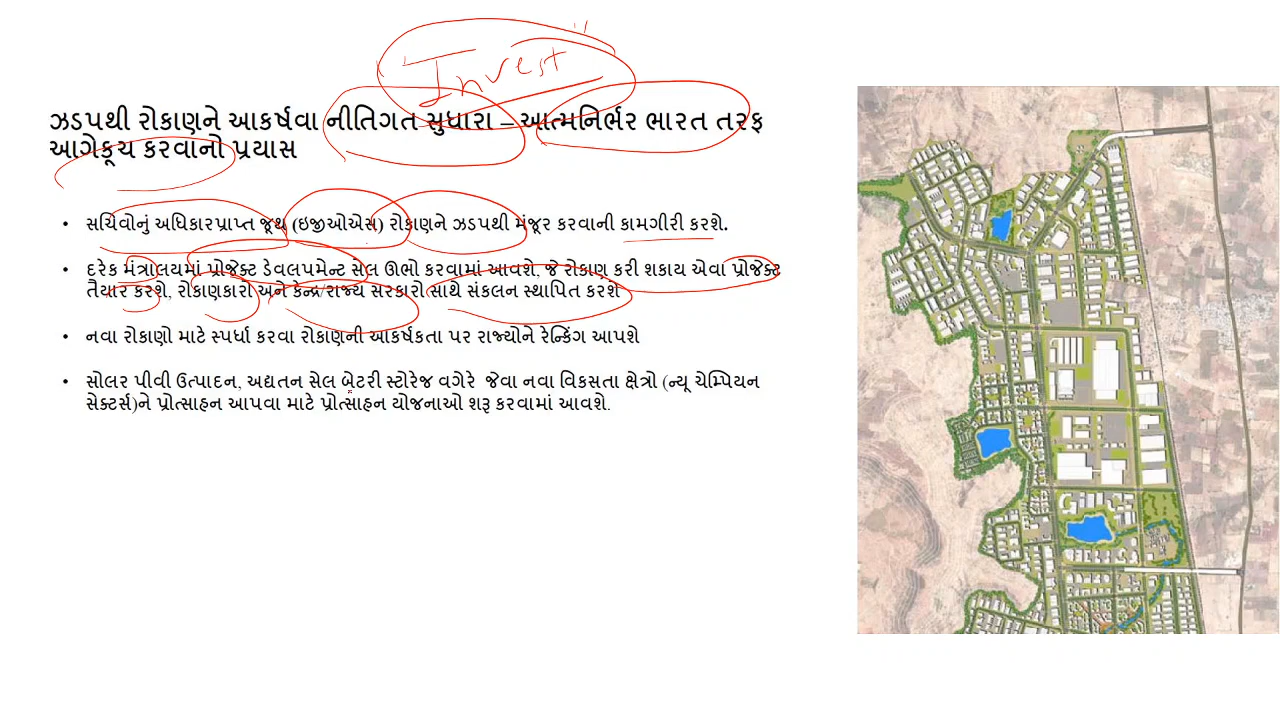 Invest
ઝડપથી રોકાણને આકર્ષવા નીતિગત સુધારા – આત્મનિર્ભર ભારત તરફ
આગેકૂચ કરવાનો પ્રયાસ
• સચિવોનું અધિકારપ્રાપ્ત જૂથ (ઇજીઓએસ) રોકાણને ઝડપથી મંજૂર કરવાની કામગીરી કરશે.
• દરેક મંત્રાલયમાં પ્રોજેક્ટ ડેવલપમેન્ટ સેલ ઊભો કરવામાં આવશે, જે રોકાણ કરી શકાય એવા પ્રોજેક્ટ
તૈયાર કરશે, રોકાણકારો અને કેન્દ્ર/રાજ્ય સરકારો સાથે સંકલન સ્થાપિત કરશે
• નવા રોકાણો માટે સ્પર્ધા કરવા રોકાણની આકર્ષકતા પર રાજ્યોને રેન્કિંગ આપશે
• સોલર પીવી ઉત્પાદન, અદ્યતન સેલ બેટરી સ્ટોરેજ વગેરે જેવા નવા વિકસતા ક્ષેત્રો (ન્યૂ ચેમ્પિયન
સેક્ટર્સ)ને પ્રોત્સાહન આપવા માટે પ્રોત્સાહન યોજનાઓ શરૂ કરવામાં આવશે.